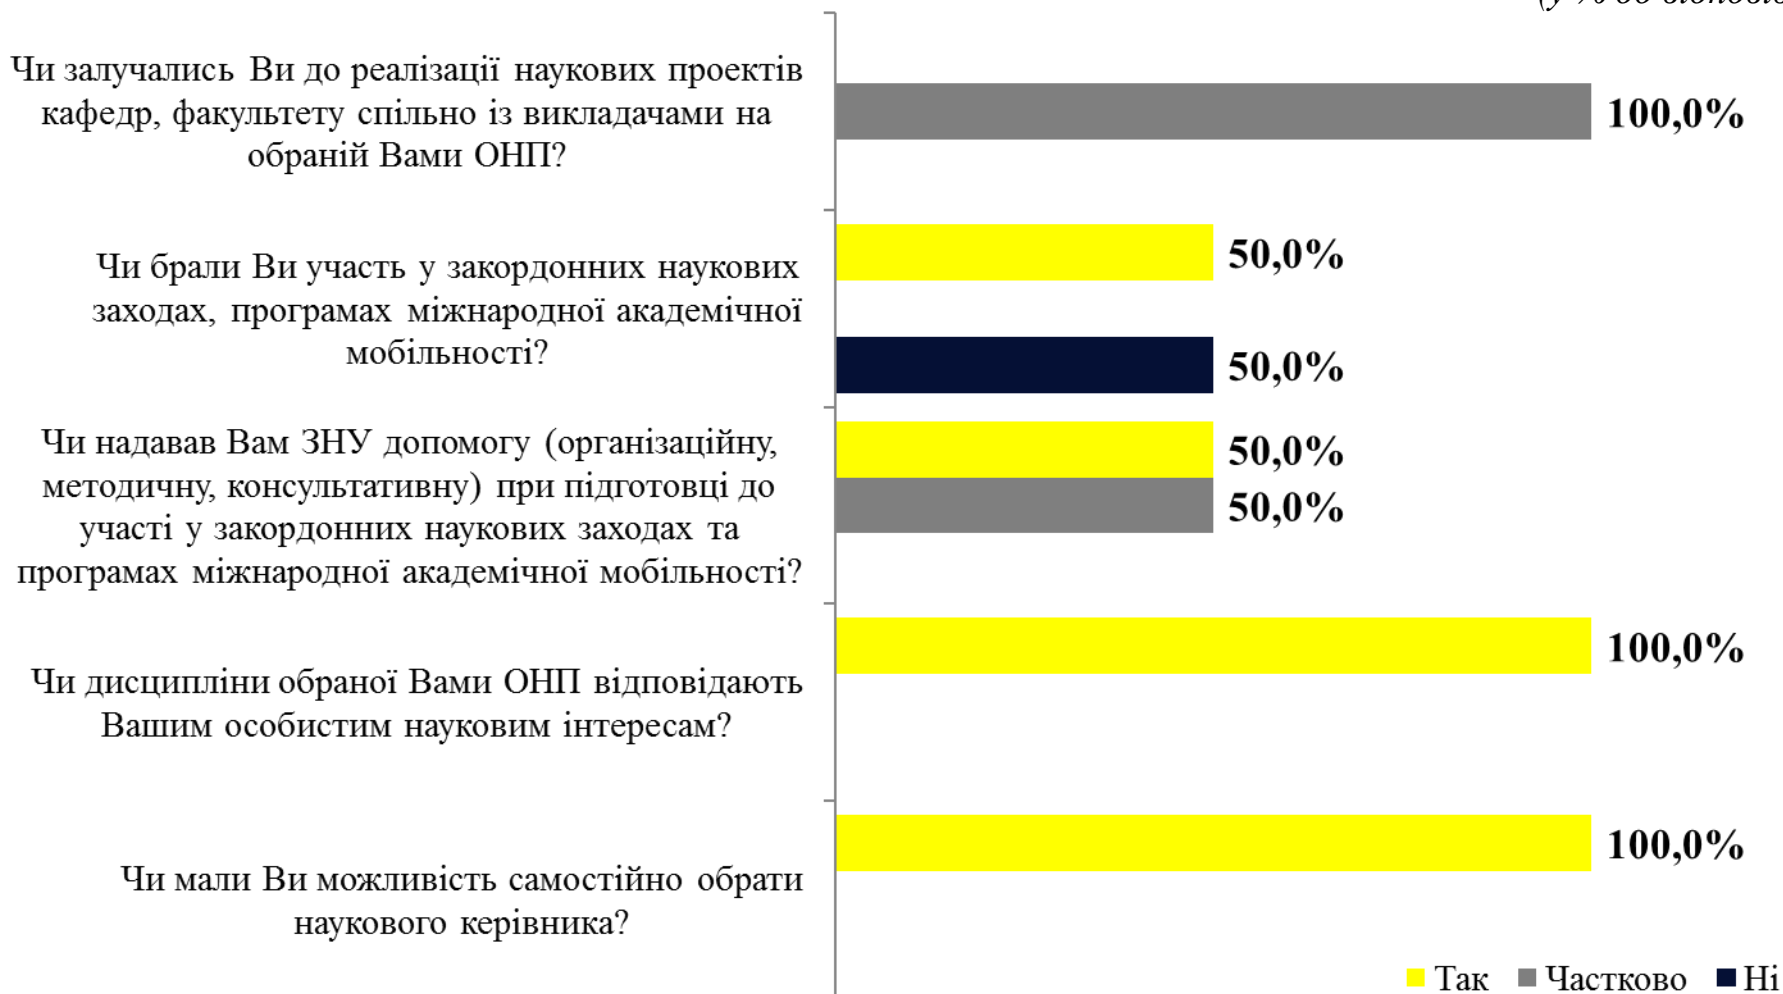 Чи залучались Ви до реалізації наукових проектів
кафедр, факультету спільно із викладачами на
обраній Вами ОНП?
100,0%
Чи брали Ви участь у закордонних наукових
заходах, програмах міжнародної академічної
мобільності?
50,0%
50,0%
Чи надавав Вам ЗНУ допомогу (організаційну,
методичну, консультативну) при підготовці до
участі у закордонних наукових заходах та
програмах міжнародної академічної мобільності?
50,0%
50,0%
Чи дисципліни обраної Вами ОНП відповідають
Вашим особистим науковим інтересам?
100,0%
Чи мали Ви можливість самостійно обрати
наукового керівника?
100,0%
Так Частково Ні